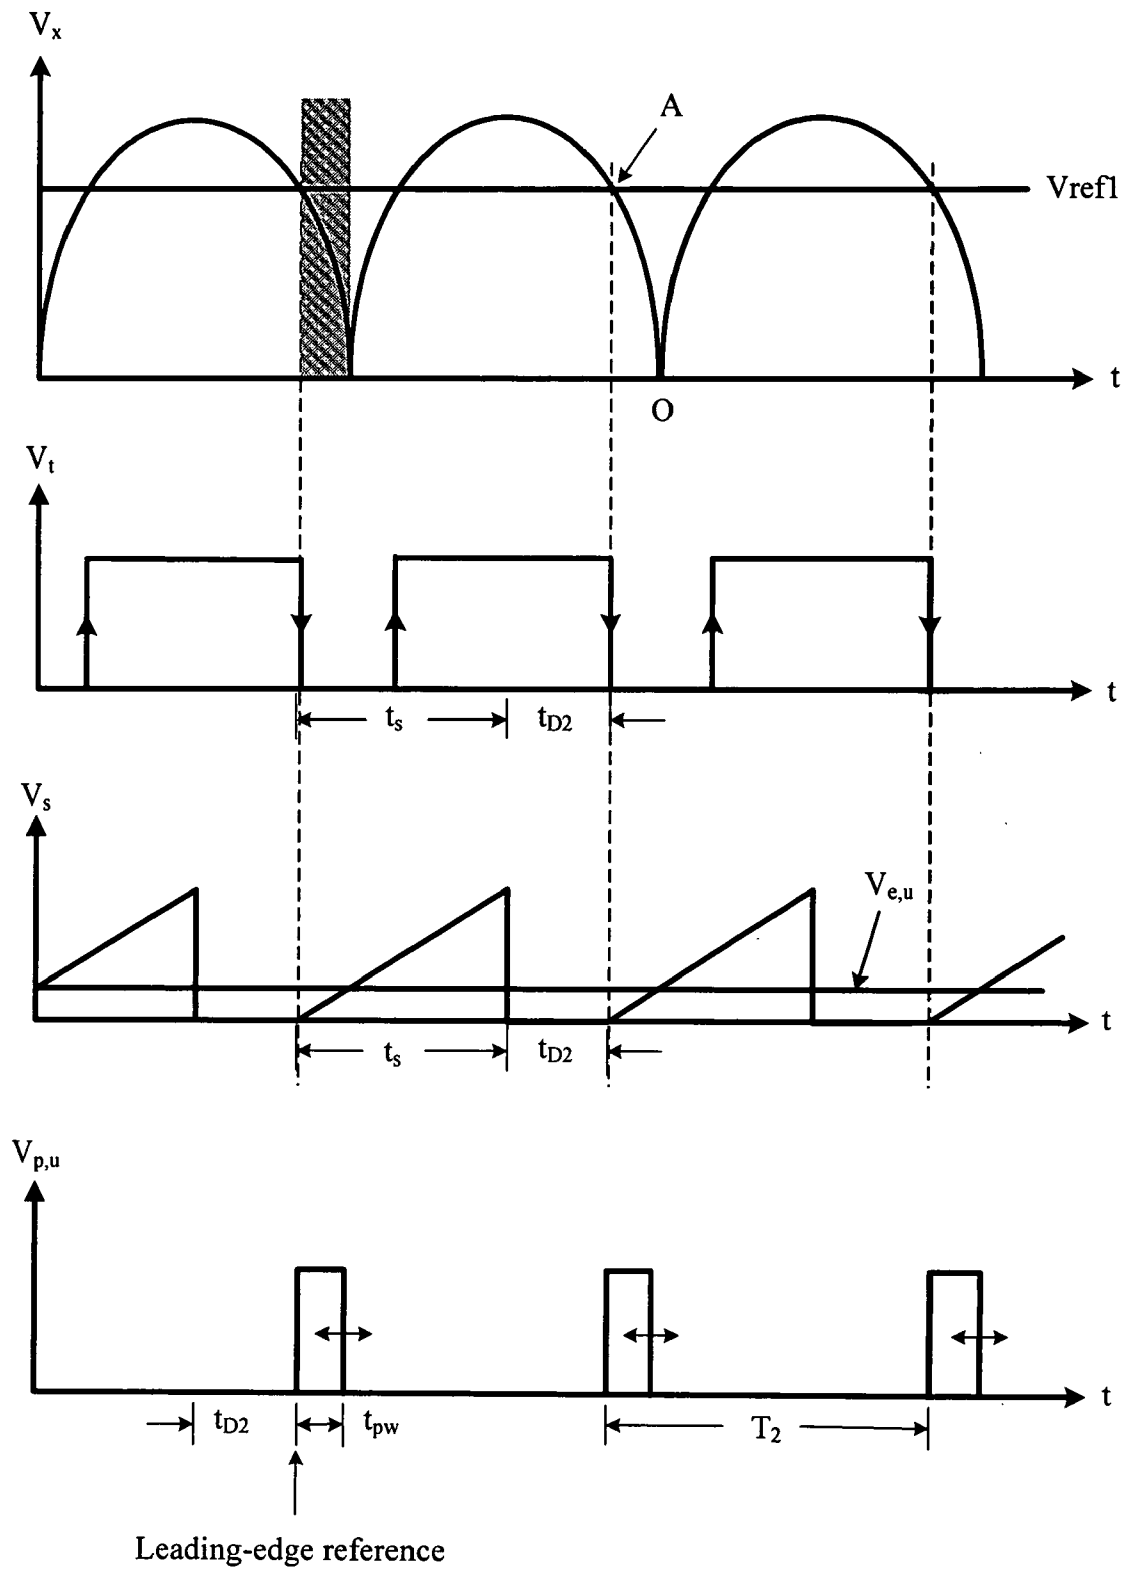 Vx
A
Vref1
t
O
Vt
t
ts
tD2
Vs
Ve,u
t
ts
tD2
Vp,u
t
tD2
tpw
T2
Leading-edge reference